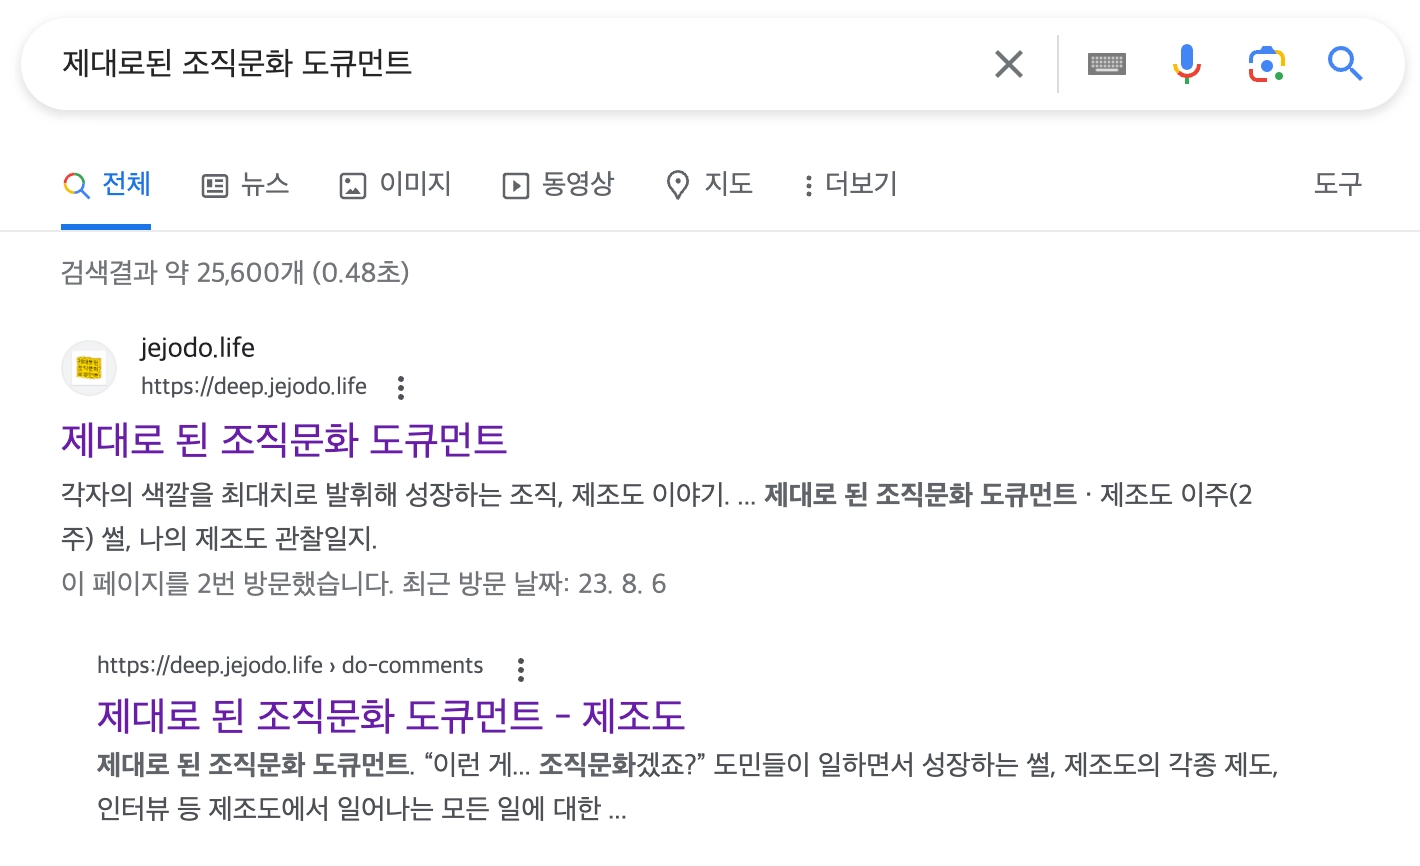 제대로된 조직문화 도큐먼트
전체 뉴스 이미지 동영상 지도 더보기 도구
검색결과 약 25,600개 (0.48초)
jejodo.life
https://deep.jejodo.life
제대로 된 조직문화 도큐먼트
각자의 색깔을 최대치로 발휘해 성장하는 조직, 제조도 이야기. ... 제대로 된 조직문화 도큐먼트 · 제조도 이주(2
주) 썰, 나의 제조도 관찰일지.
이 페이지를 2번 방문했습니다. 최근 방문 날짜: 23. 8. 6
https://deep.jejodo.life › do-comments
제대로 된 조직문화 도큐먼트 - 제조도
제대로 된 조직문화 도큐먼트. “이런 게... 조직문화겠죠?” 도민들이 일하면서 성장하는 썰, 제조도의 각종 제도,
인터뷰 등 제조도에서 일어나는 모든 일에 대한 ...